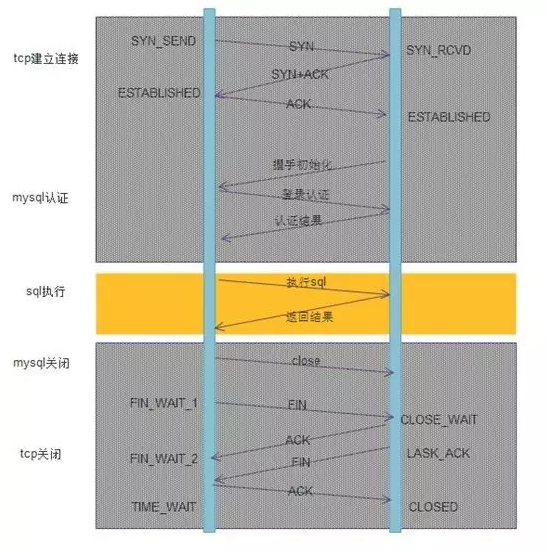 tcp建立连接
SYN_SEND
SYN
SYN_RCVD
SYN+ACK
ESTABLISHED
ACK
ESTABLISHED
握手初始化
mysql认证
登录认证
认证结果
sql执行
执行sql
返回结果
mysql关闭
close
FIN_WAIT_1
FIN
CLOSE_WAIT
ACK
tcp关闭
FIN_WAIT_2
FIN
LASK_ACK
ACK
TIME_WAIT
CLOSED